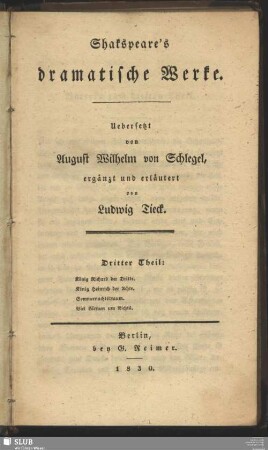 Shakspeare's
dramatische Werke.
Uebersetzt
von
August Wilhelm von Schlegel,
ergänzt und erläutert
von
Ludwig Tieck.
Dritter Theil:
König Richard der Dritte.
König Heinrich der Achte.
Sommernachtstraum.
Viel Lärmen um Nichts.
Berlin,
bey G. Reimer.
1830.
SLUB